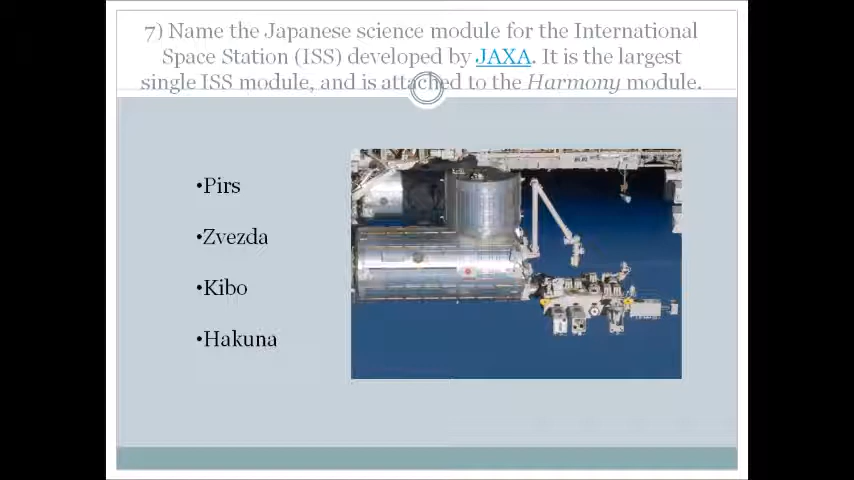 7) Name the Japanese science module for the International
Space Station (ISS) developed by JAXA. It is the largest
single ISS module, and is attached to the Harmony module.
•Pirs
•Zvezda
•Kibo
•Hakuna